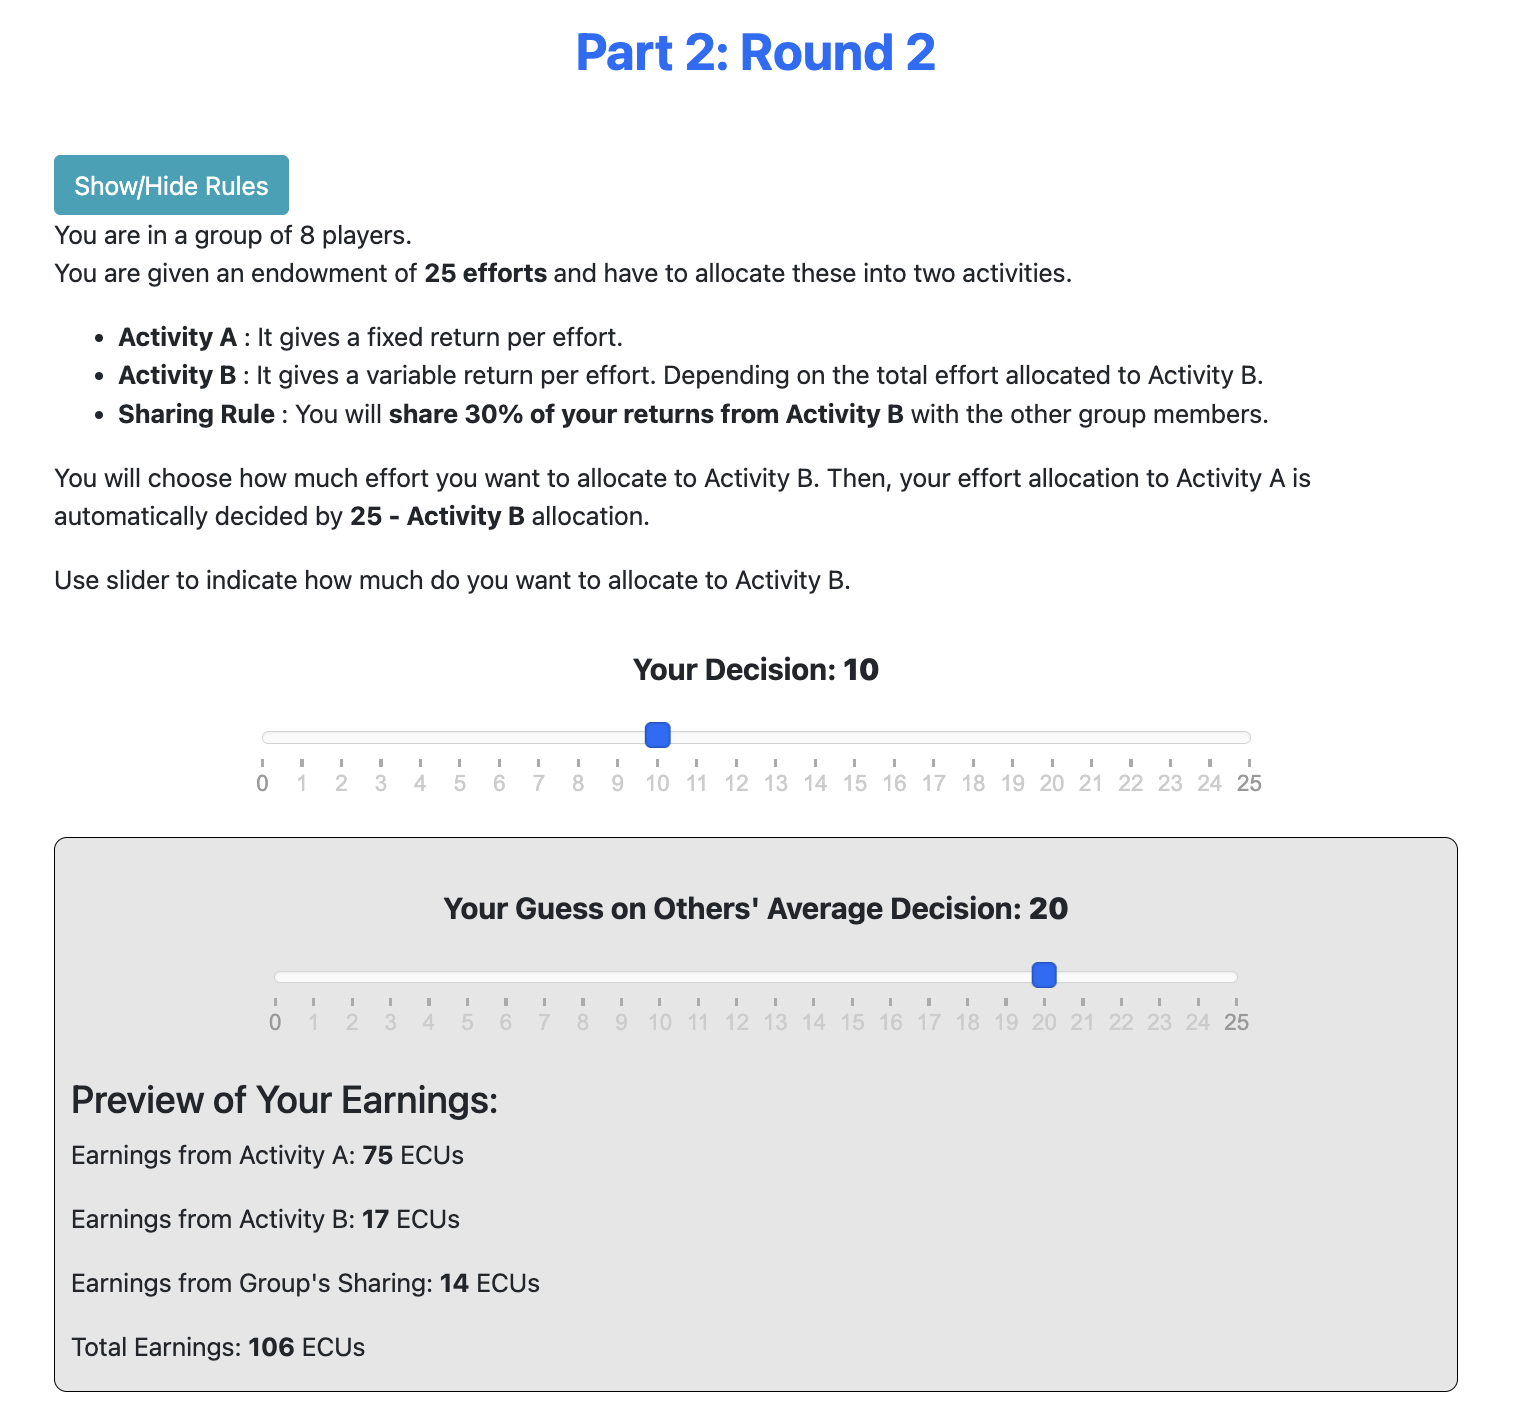 Part 2: Round 2
Show/Hide Rules
You are in a group of 8 players.
You are given an endowment of 25 efforts and have to allocate these into two activities.
• Activity A : It gives a fixed return per effort.
• Activity B : It gives a variable return per effort. Depending on the total effort allocated to Activity B.
• Sharing Rule : You will share 30% of your returns from Activity B with the other group members.
You will choose how much effort you want to allocate to Activity B. Then, your effort allocation to Activity A is
automatically decided by 25 - Activity B allocation.
Use slider to indicate how much do you want to allocate to Activity B.
Your Decision: 10
0 1 2 3 4 5 6 7 8 9 10 11 12 13 14 15 16 17 18 19 20 21 22 23 24 25
Your Guess on Others' Average Decision: 20
0 1 2 3 4 5 6 7 8 9 10 11 12 13 14 15 16 17 18 19 20 21 22 23 24 25
Preview of Your Earnings:
Earnings from Activity A: 75 ECUs
Earnings from Activity B: 17 ECUs
Earnings from Group's Sharing: 14 ECUs
Total Earnings: 106 ECUs